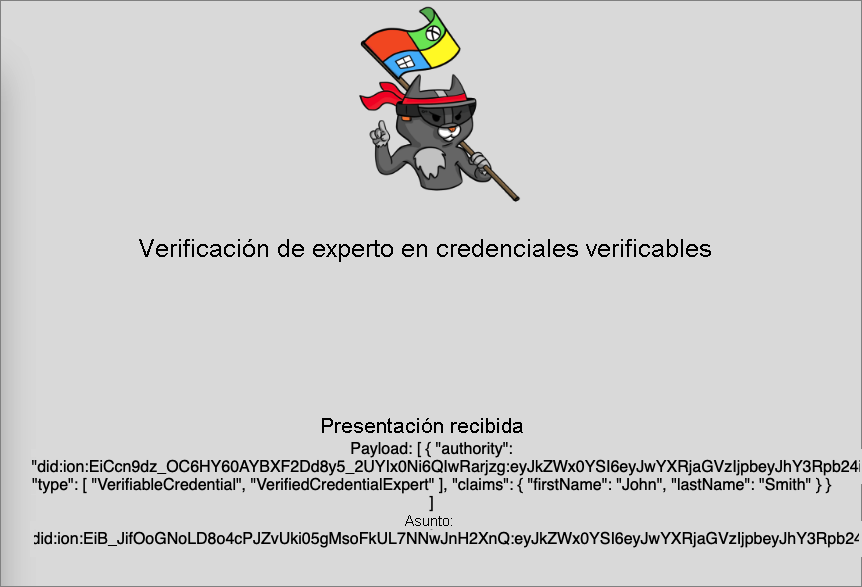 Verificación de experto en credenciales verificables
Presentación recibida
Payload: [ { "authority":
"did:ion:EiCcn9dz_OC6HY60AYBXF2Dd8y5_2UYIx0Ni6QIwRarjzg:eyJkZWx0YSI6eyJwYXRjaGVzIjpbeyJhY3Rpb24i
"type": [ "VerifiableCredential", "VerifiedCredentialExpert" ], "claims": { "firstName": "John", "lastName": "Smith" } }
]
Asunto:
did:ion:EiB_JifOoGNoLD8o4cPJZvUki05gMsoFkUL7NNwJnH2XnQ:eyJkZWx0YSI6eyJwYXRjaGVzIjpbeyJhY3Rpb24